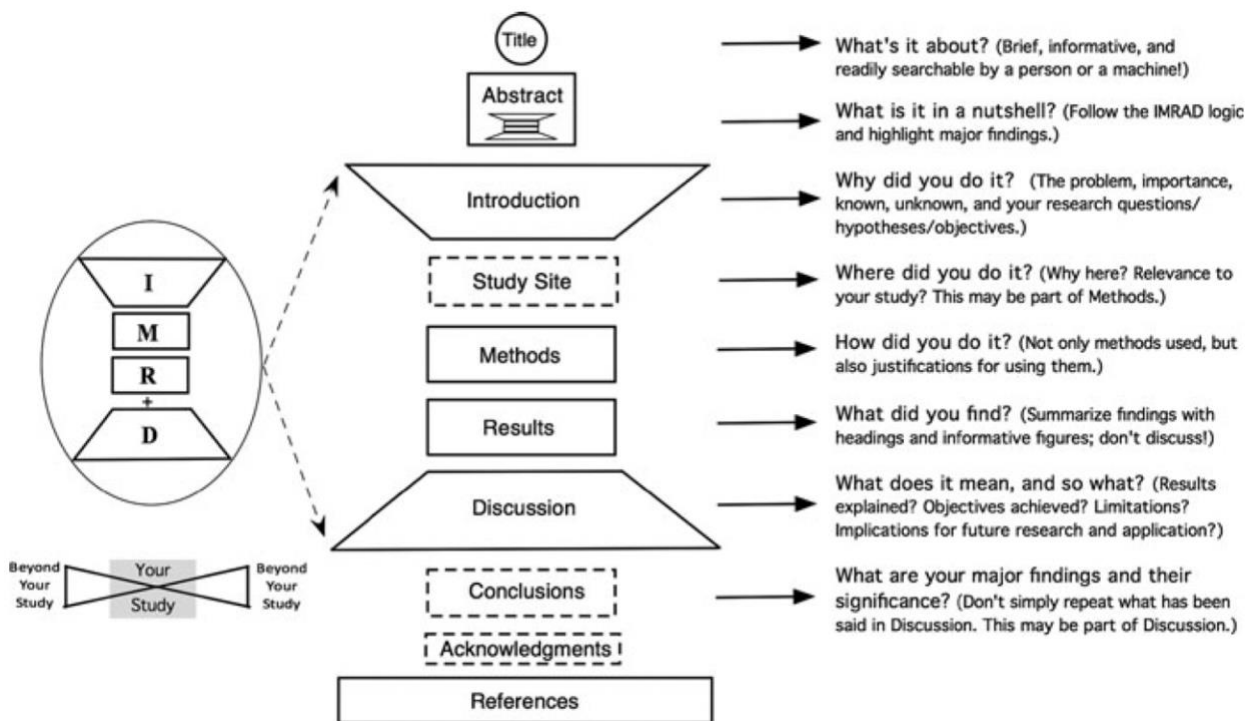 Title
What's it about? (Brief, informative, and
readily searchable by a person or a machine!)
Abstract
What is it in a nutshell? (Follow the IMRAD logic
and highlight major findings.)
Introduction
Why did you do it? (The problem, importance,
known, unknown, and your research questions/
hypotheses/objectives.)
Study Site
Where did you do it? (Why here? Relevance to
your study? This may be part of Methods.)
Methods
How did you do it? (Not only methods used, but
also justifications for using them.)
Results
What did you find? (Summarize findings with
headings and informative figures; don't discuss!)
Discussion
What does it mean, and so what? (Results
explained? Objectives achieved? Limitations?
Implications for future research and application?)
Conclusions
What are your major findings and their
significance? (Don't simply repeat what has been
said in Discussion. This may be part of Discussion.)
Acknowledgments
References
I
M
R
+
D
Beyond
Your
Study
Your
Study
Beyond
Your
Study